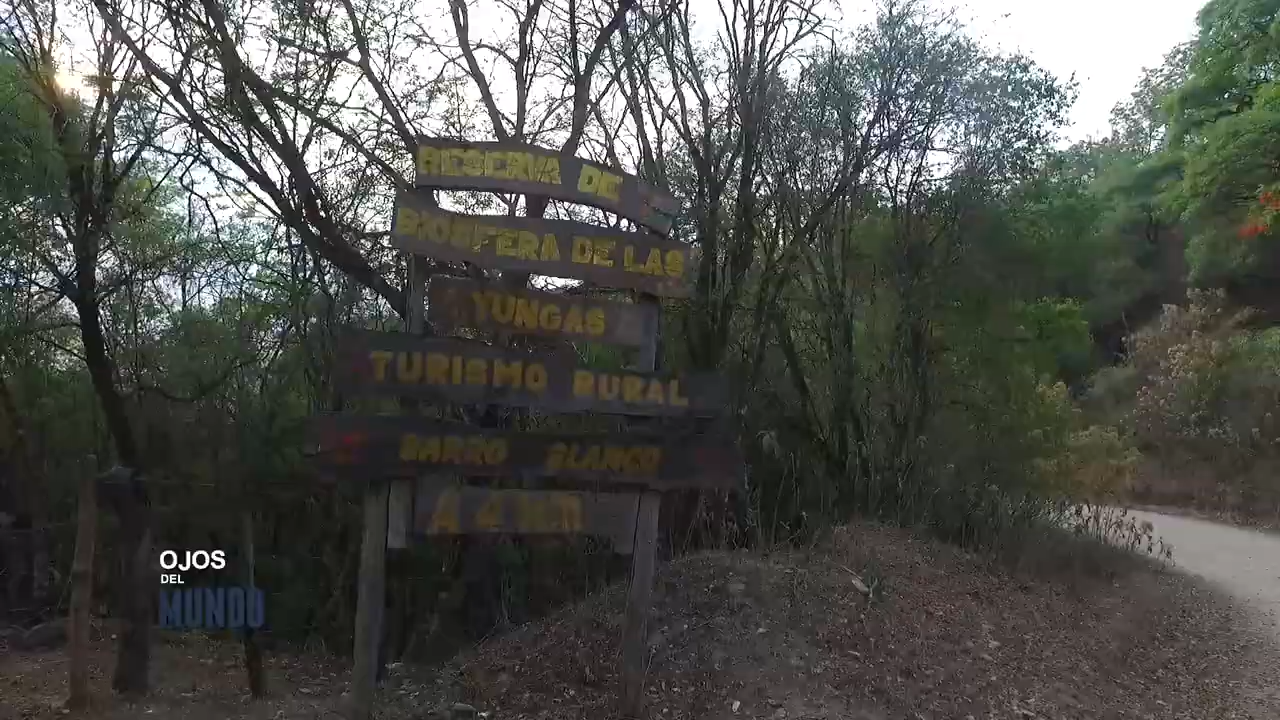 RESERVA DE
BIOSFERA DE LAS
YUNGAS
TURISMO RURAL
BARRO BLANCO
A 4 KM
OJOS
DEL
MUNDO